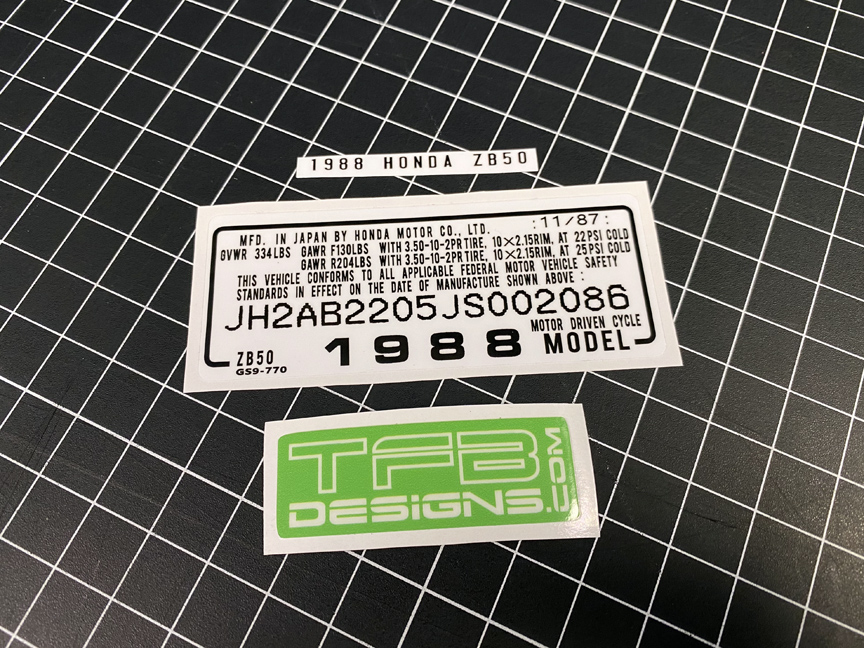 1988 HONDA ZB50
MFD. IN JAPAN BY HONDA MOTOR CO., LTD. :11/87:
GVWR 334LBS GAWR F130LBS WITH 3.50-10-2PR TIRE, 10×2.15RIM, AT 22PSI COLD
GAWR R204LBS WITH 3.50-10-2PR TIRE, 10×2.15RIM, AT 25PSI COLD
THIS VEHICLE CONFORMS TO ALL APPLICABLE FEDERAL MOTOR VEHICLE SAFETY
STANDARDS IN EFFECT ON THE DATE OF MANUFACTURE SHOWN ABOVE :
JH2AB2205JS002086
MOTOR DRIVEN CYCLE
ZB50 1988 MODEL
GS9-770
TFB
DESIGNS.COM